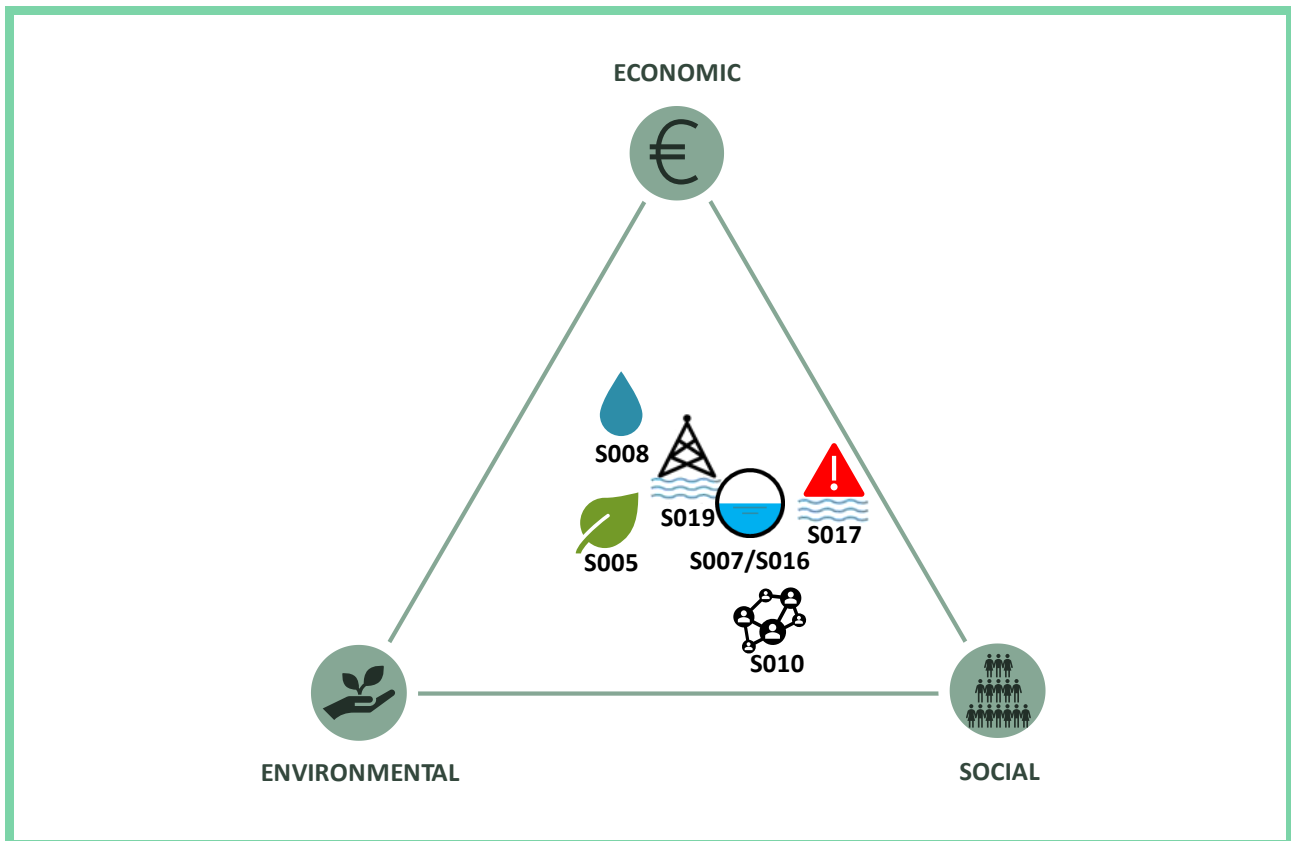 ECONOMIC
€
S008
S019
S017
S005
S007/S016
S010
ENVIRONMENTAL
SOCIAL